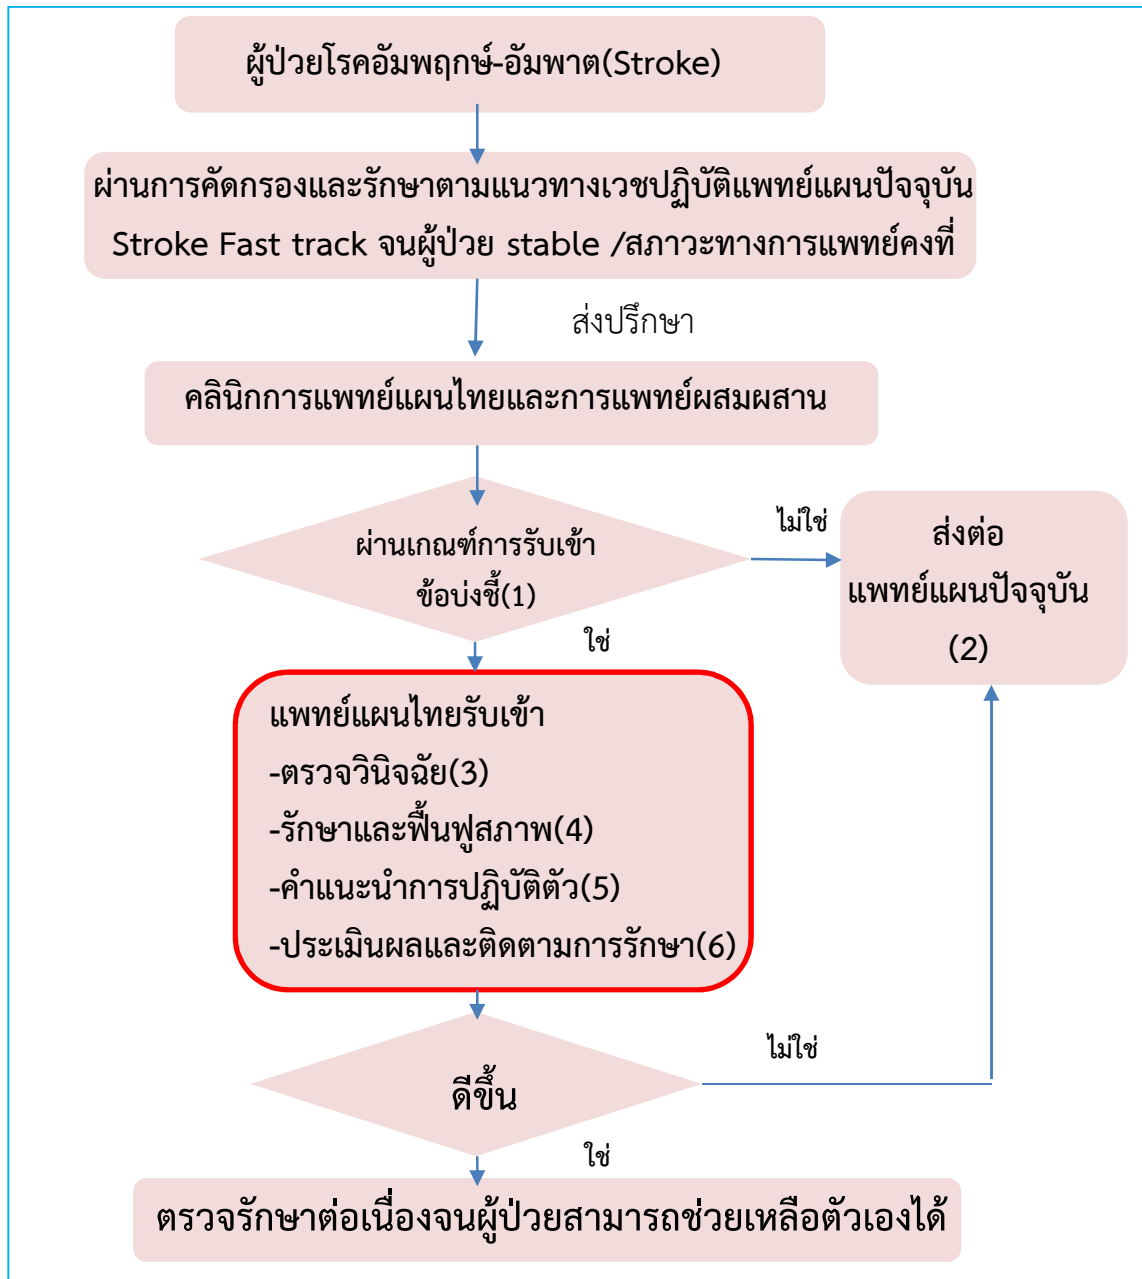 ผู้ป่วยโรคอัมพฤกษ์-อัมพาต(Stroke)
ผ่านการคัดกรองและรักษาตามแนวทางเวชปฏิบัติแพทย์แผนปัจจุบัน
Stroke Fast track จนผู้ป่วย stable /สภาวะทางการแพทย์คงที่
ส่งปรึกษา
คลินิกการแพทย์แผนไทยและการแพทย์ผสมผสาน
ผ่านเกณฑ์การรับเข้า
ข้อบ่งชี้(1)
ไม่ใช่
ส่งต่อ
แพทย์แผนปัจจุบัน
(2)
ใช่
แพทย์แผนไทยรับเข้า
-ตรวจวินิจฉัย(3)
-รักษาและฟื้นฟูสภาพ(4)
-คำแนะนำการปฏิบัติตัว(5)
-ประเมินผลและติดตามการรักษา(6)
ดีขึ้น
ไม่ใช่
ใช่
ตรวจรักษาต่อเนื่องจนผู้ป่วยสามารถช่วยเหลือตัวเองได้